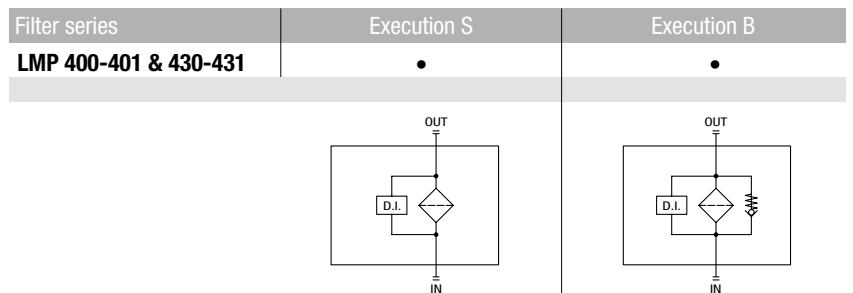 Filter series Execution S Execution B
LMP 400-401 & 430-431 • •
OUT OUT
D.I. D.I.
IN IN